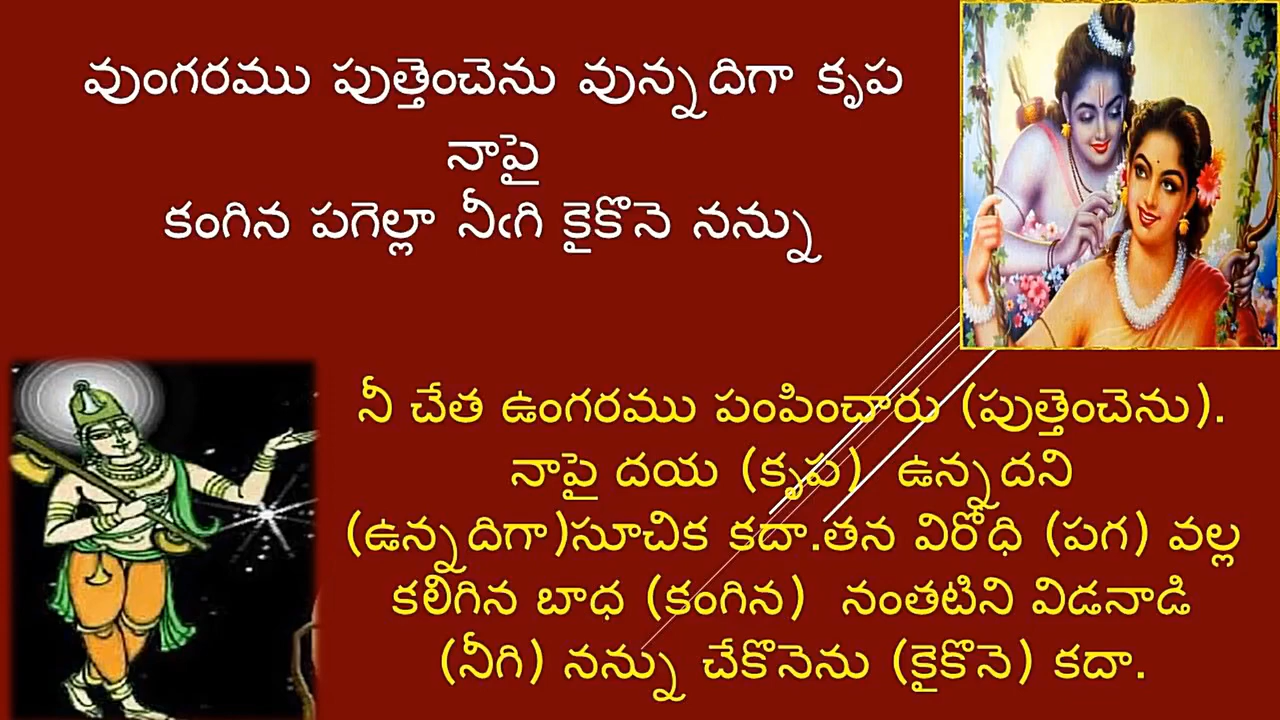 వుంగరము పుత్తెంచెను వున్నదిగా కృప
నాపై
కంగిన పగెల్లా నీఁగి కైకొనె నన్ను
నీ చేత ఉంగరము పంపించారు (పుత్తెంచెను).
నాపై దయ (కృప) ఉన్నదని
(ఉన్నదిగా)సూచిక కదా.తన విరోధి (పగ) వల్ల
కలిగిన బాధ (కంగిన) నంతటిని విడనాడి
(నీగి) నన్ను చేకొనెను (కైకొనె) కదా.